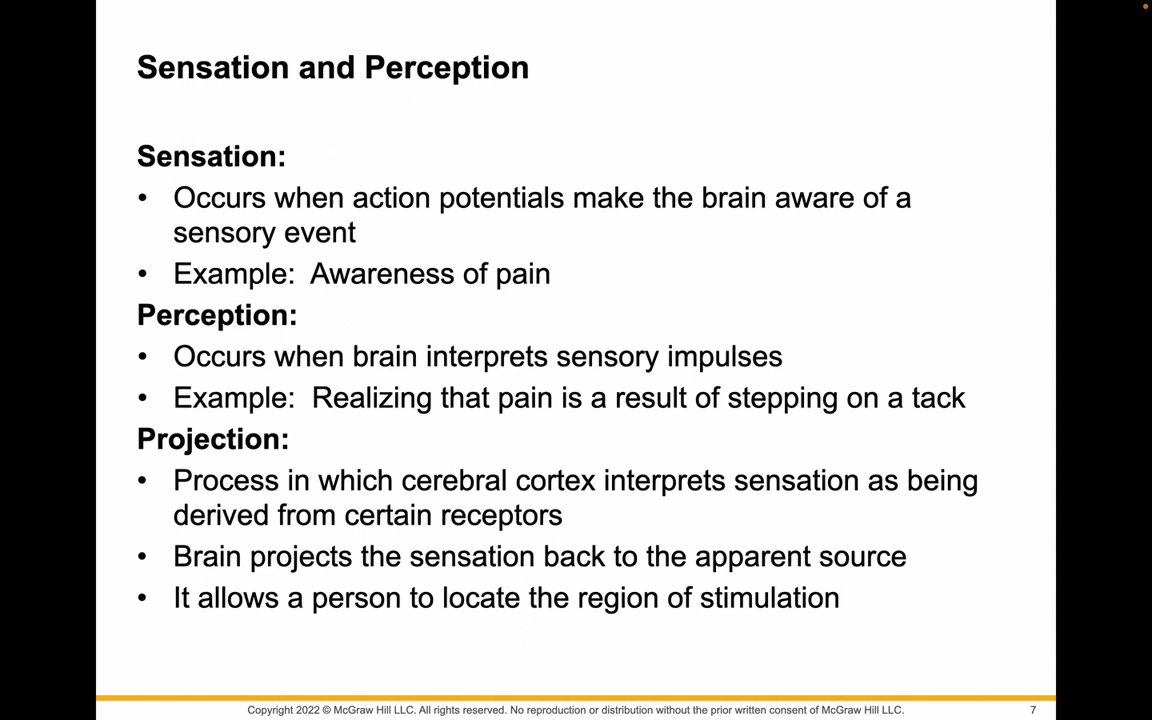 Sensation and Perception
Sensation:
• Occurs when action potentials make the brain aware of a
sensory event
• Example:  Awareness of pain
Perception:
• Occurs when brain interprets sensory impulses
• Example:  Realizing that pain is a result of stepping on a tack
Projection:
• Process in which cerebral cortex interprets sensation as being
derived from certain receptors
• Brain projects the sensation back to the apparent source
• It allows a person to locate the region of stimulation
Copyright 2022 © McGraw Hill LLC. All rights reserved. No reproduction or distribution without the prior written consent of McGraw Hill LLC.
7